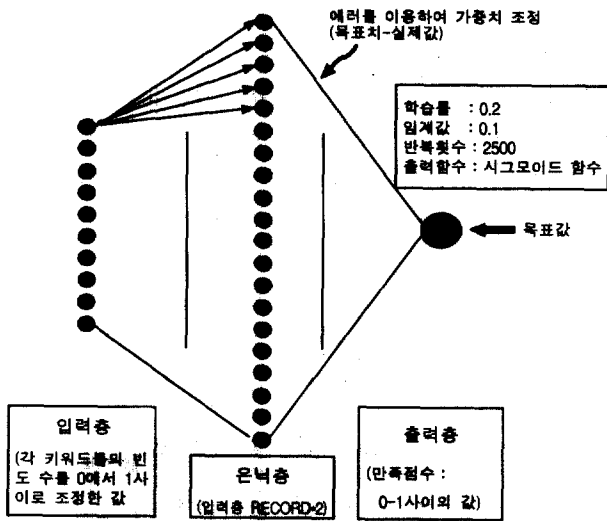 에러를 이용하여 가중치 조정
(목표치-실제값)
학습률 : 0.2
임계값 : 0.1
반복횟수 : 2500
출력함수 : 시그모이드 함수
목표값
입력층
(각 키워드들의 빈
도 수를 0에서 1사
이로 조정한 값
은닉층
(입력층 RECORD*2)
출력층
(만족점수 :
0-1사이의 값)